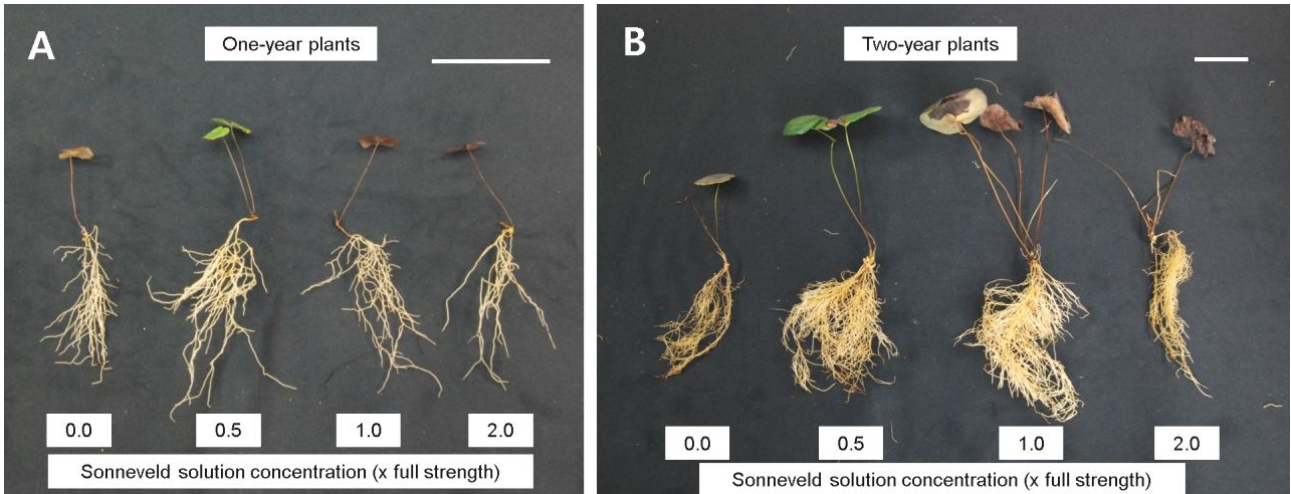 A
One-year plants
0.0
0.5
1.0
2.0
Sonneveld solution concentration (x full strength)
B
Two-year plants
0.0
0.5
1.0
2.0
Sonneveld solution concentration (x full strength)